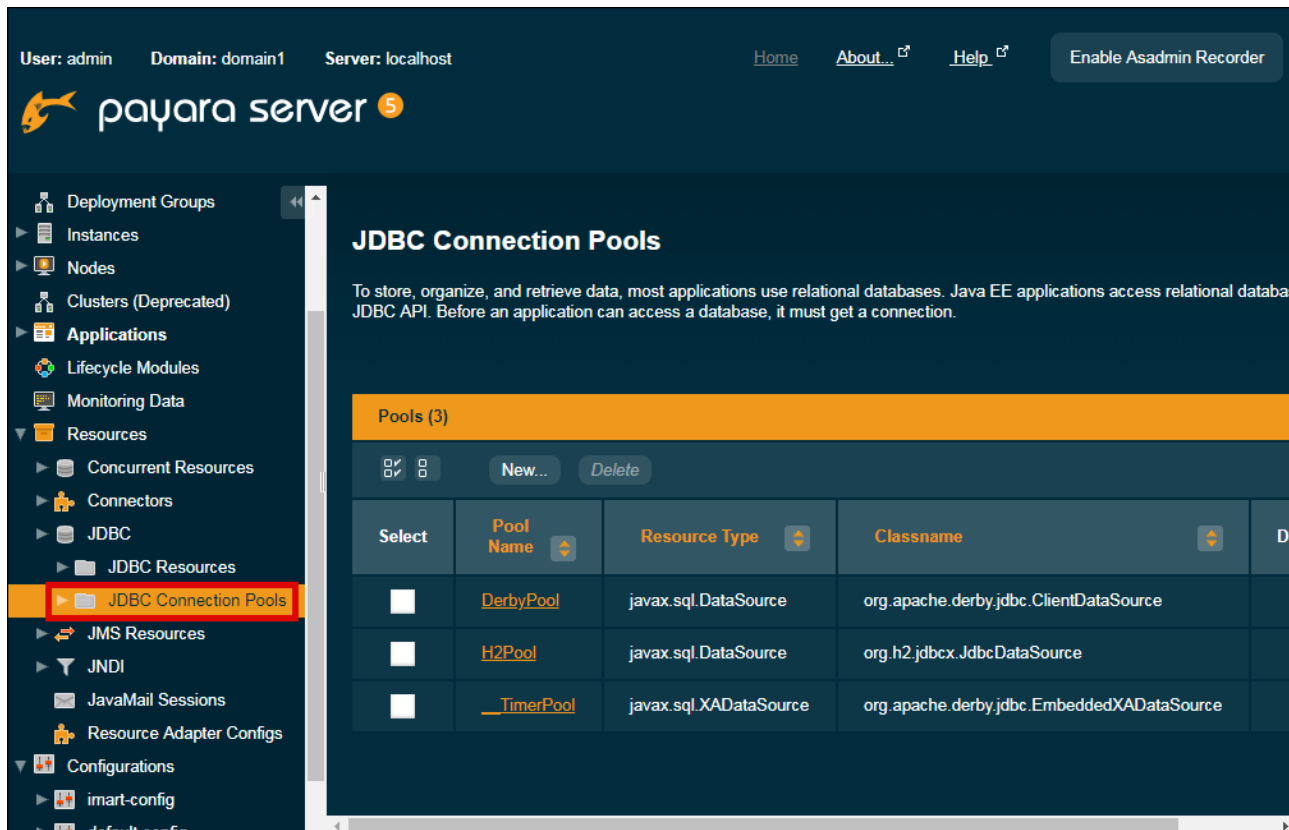 User: admin Domain: domain1 Server: localhost Home About... Help Enable Asadmin Recorder
payara server 5
Deployment Groups
Instances
Nodes
Clusters (Deprecated)
Applications
Lifecycle Modules
Monitoring Data
Resources
Concurrent Resources
Connectors
JDBC
JDBC Resources
JDBC Connection Pools
JMS Resources
JNDI
JavaMail Sessions
Resource Adapter Configs
Configurations
imart-config
JDBC Connection Pools
To store, organize, and retrieve data, most applications use relational databases. Java EE applications access relational databa
JDBC API. Before an application can access a database, it must get a connection.
Pools (3)
New... Delete
Select Pool Name Resource Type Classname D
DerbyPool javax.sql.DataSource org.apache.derby.jdbc.ClientDataSource
H2Pool javax.sql.DataSource org.h2.jdbcx.JdbcDataSource
__TimerPool javax.sql.XADataSource org.apache.derby.jdbc.EmbeddedXADataSource